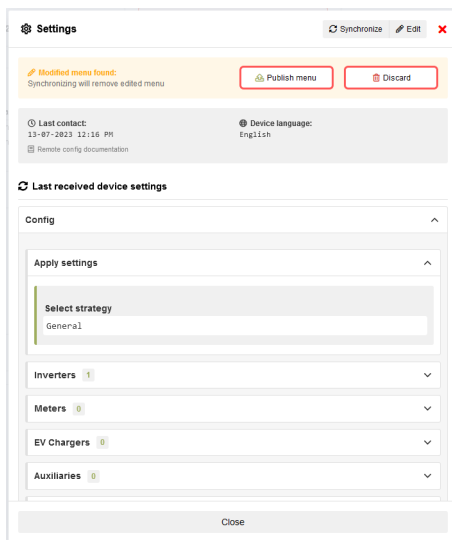 Settings
Synchronize
Edit
Modified menu found:
Synchronizing will remove edited menu
Publish menu
Discard
Last contact:
13-07-2023 12:16 PM
Remote config documentation
Device language:
English
Last received device settings
Config
Apply settings
Select strategy
General
Inverters 1
Meters 0
EV Chargers 0
Auxiliaries 0
Close